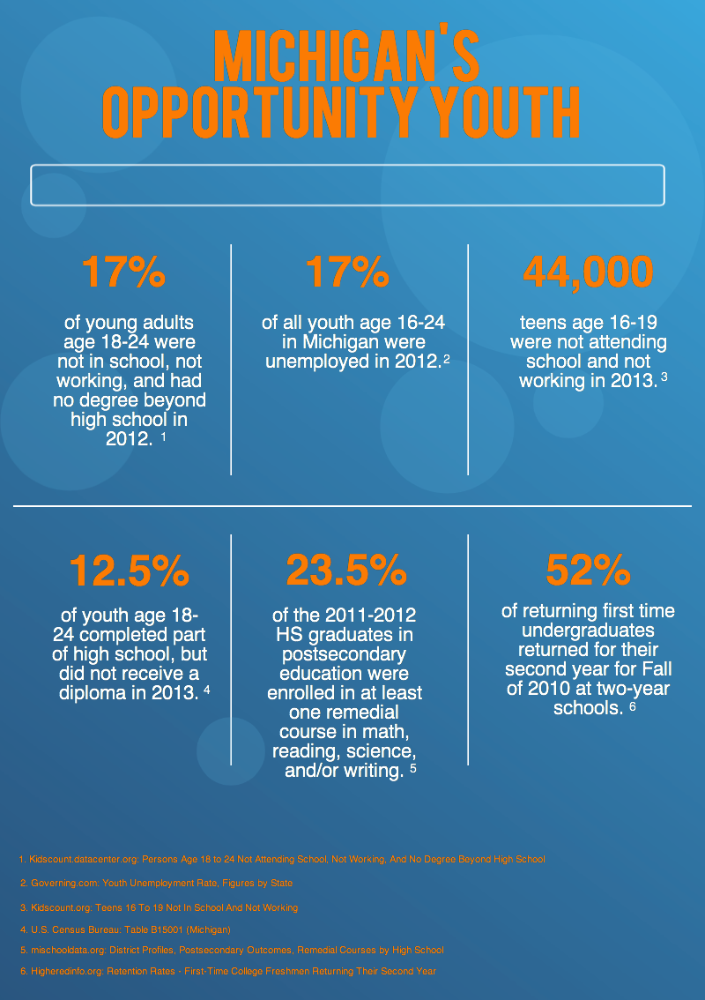 MICHIGAN'S
OPPORTUNITY YOUTH
17%
of young adults
age 18-24 were
not in school, not
working, and had
no degree beyond
high school in
2012. 1
17%
of all youth age 16-24
in Michigan were
unemployed in 2012.2
44,000
teens age 16-19
were not attending
school and not
working in 2013. 3
12.5%
of youth age 18-
24 completed part
of high school, but
did not receive a
diploma in 2013. 4
23.5%
of the 2011-2012
HS graduates in
postsecondary
education were
enrolled in at least
one remedial
course in math,
reading, science,
and/or writing. 5
52%
of returning first time
undergraduates
returned for their
second year for Fall
of 2010 at two-year
schools. 6
1. Kidscount.datacenter.org: Persons Age 18 to 24 Not Attending School, Not Working, And No Degree Beyond High School
2. Governing.com: Youth Unemployment Rate, Figures by State
3. Kidscount.org: Teens 16 To 19 Not In School And Not Working
4. U.S. Census Bureau: Table B15001 (Michigan)
5. mischooldata.org: District Profiles, Postsecondary Outcomes, Remedial Courses by High School
6. Higheredinfo.org: Retention Rates - First-Time College Freshmen Returning Their Second Year